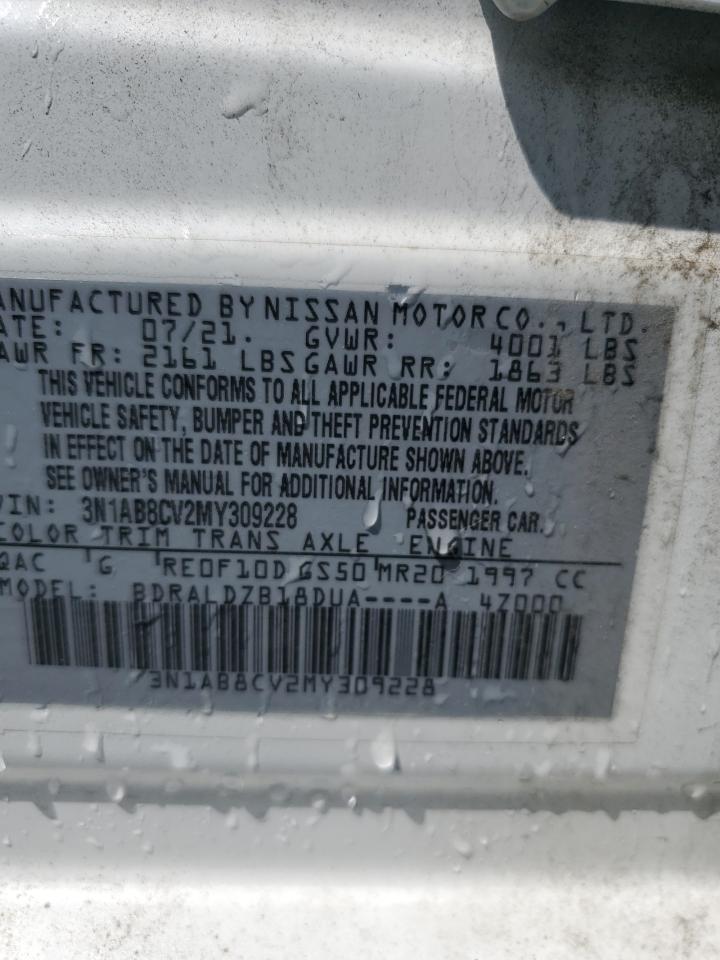 ANUFACTURED BY NISSAN MOTOR CO., LTD.
ATE: 07/21. GVWR: 4001 LBS
AWR FR: 2161 LBS GAWR RR: 1863 LBS
THIS VEHICLE CONFORMS TO ALL APPLICABLE FEDERAL MOTOR
VEHICLE SAFETY, BUMPER AND THEFT PREVENTION STANDARDS
IN EFFECT ON THE DATE OF MANUFACTURE SHOWN ABOVE.
SEE OWNER'S MANUAL FOR ADDITIONAL INFORMATION.
VIN: 3N1AB8CV2MY309228 PASSENGER CAR.
COLOR TRIM TRANS AXLE ENGINE
QAC G RE0F10D GS50 MR20 1997 CC
MODEL: BDRALDZB18DUA----A 4Z000
3N1AB8CV2MY309228